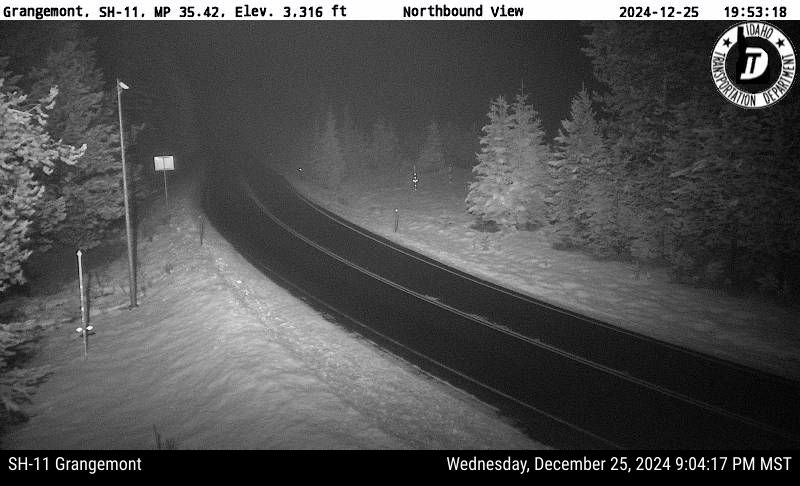 Grangemont, SH-11, MP 35.42, Elev. 3,316 ft Northbound View 2024-12-25 19:53:18
IDAHO
TRANSPORTATION DEPARTMENT
SH-11 Grangemont Wednesday, December 25, 2024 9:04:17 PM MST